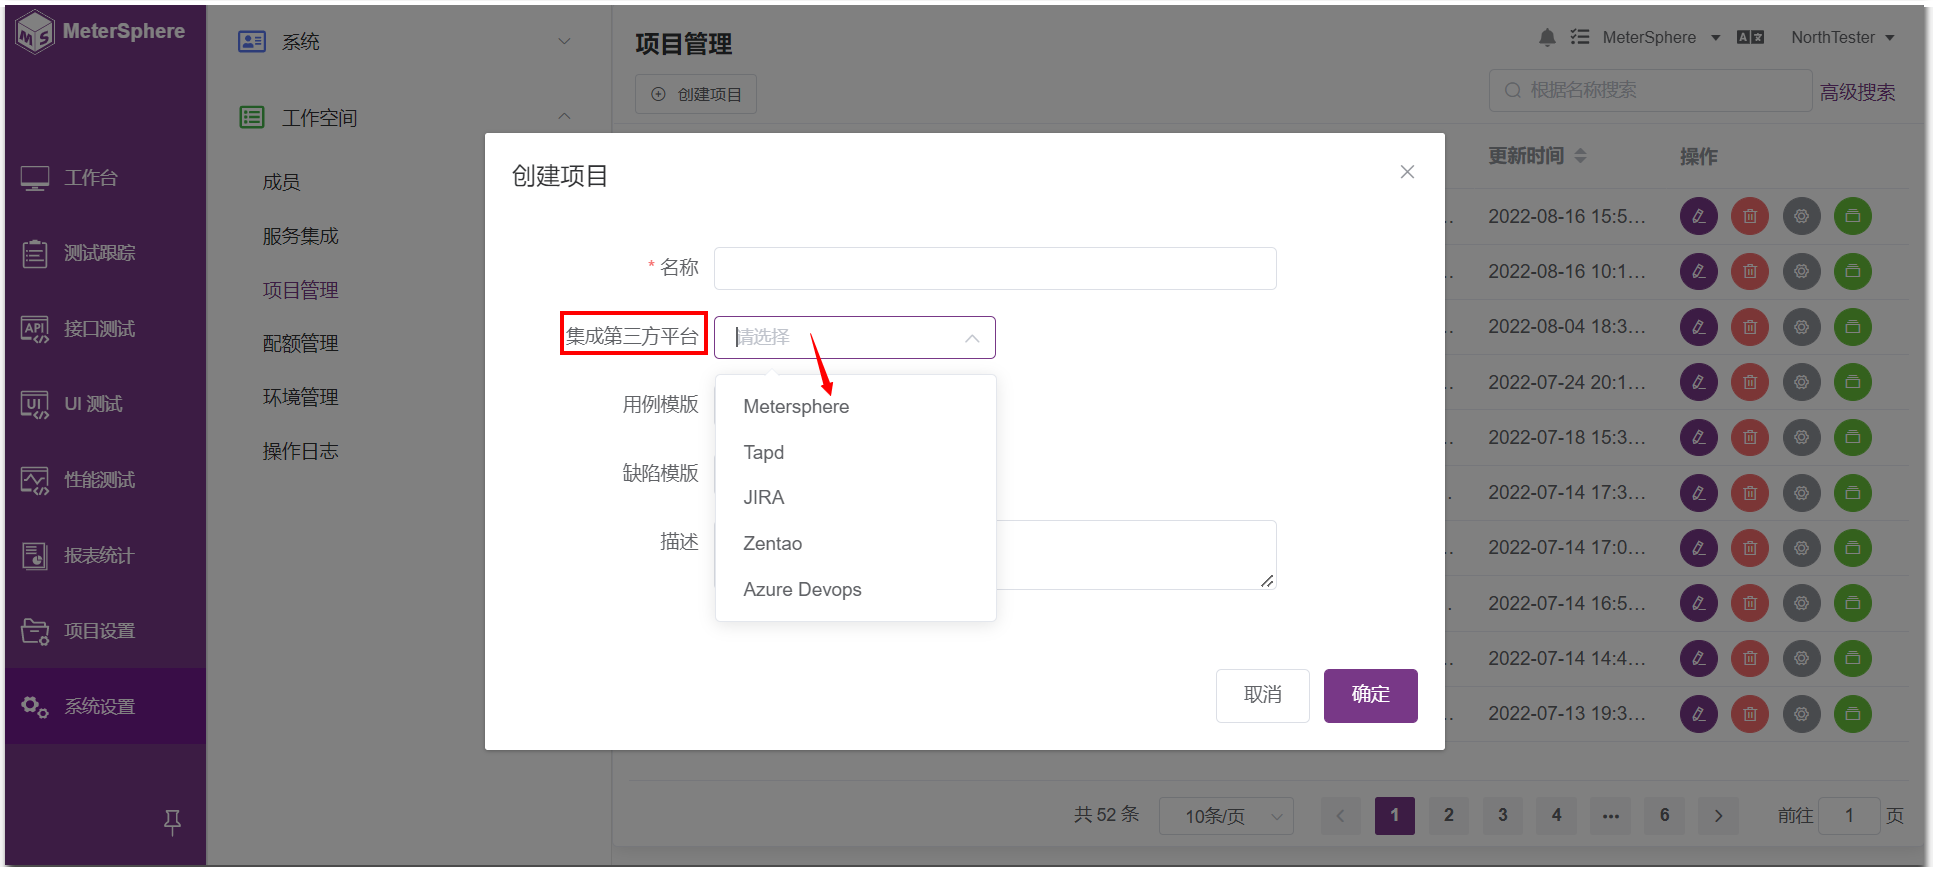 MeterSphere
工作台
测试跟踪
API 接口测试
UI UI 测试
性能测试
报表统计
项目设置
系统设置
系统
工作空间
成员
服务集成
项目管理
配额管理
环境管理
操作日志
项目管理
MeterSphere
NorthTester
创建项目
根据名称搜索
高级搜索
更新时间
操作
创建项目
* 名称
集成第三方平台
请选择
Metersphere
Tapd
JIRA
Zentao
Azure Devops
用例模版
缺陷模版
描述
取消
确定
2022-08-16 15:5...
2022-08-16 10:1...
2022-08-04 18:3...
2022-07-24 20:1...
2022-07-18 15:3...
2022-07-14 17:3...
2022-07-14 17:0...
2022-07-14 16:5...
2022-07-14 14:4...
2022-07-13 19:3...
共 52 条
10条/页
1 2 3 4 ••• 6
前往 1 页